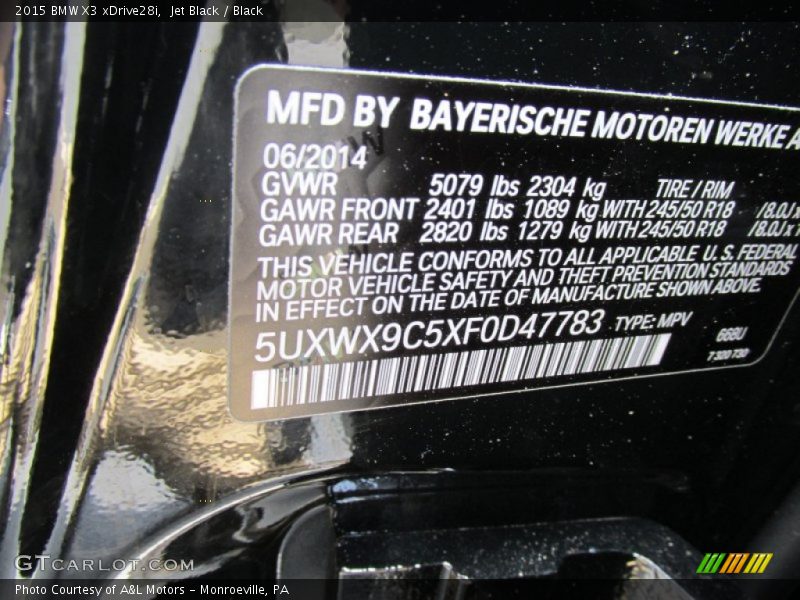 2015 BMW X3 xDrive28i, Jet Black / Black
MFD BY BAYERISCHE MOTOREN WERKE A
06/2014
GVWR 5079 lbs 2304 kg TIRE / RIM
GAWR FRONT 2401 lbs 1089 kg WITH 245/50 R18 /8.0J
GAWR REAR 2820 lbs 1279 kg WITH 245/50 R18 /8.0J x 1
THIS VEHICLE CONFORMS TO ALL APPLICABLE U.S. FEDERAL
MOTOR VEHICLE SAFETY AND THEFT PREVENTION STANDARDS
IN EFFECT ON THE DATE OF MANUFACTURE SHOWN ABOVE.
5UXWX9C5XF0D47783 TYPE: MPV
668U
7 320 730
GTCARLOT.COM
Photo Courtesy of A&L Motors - Monroeville, PA